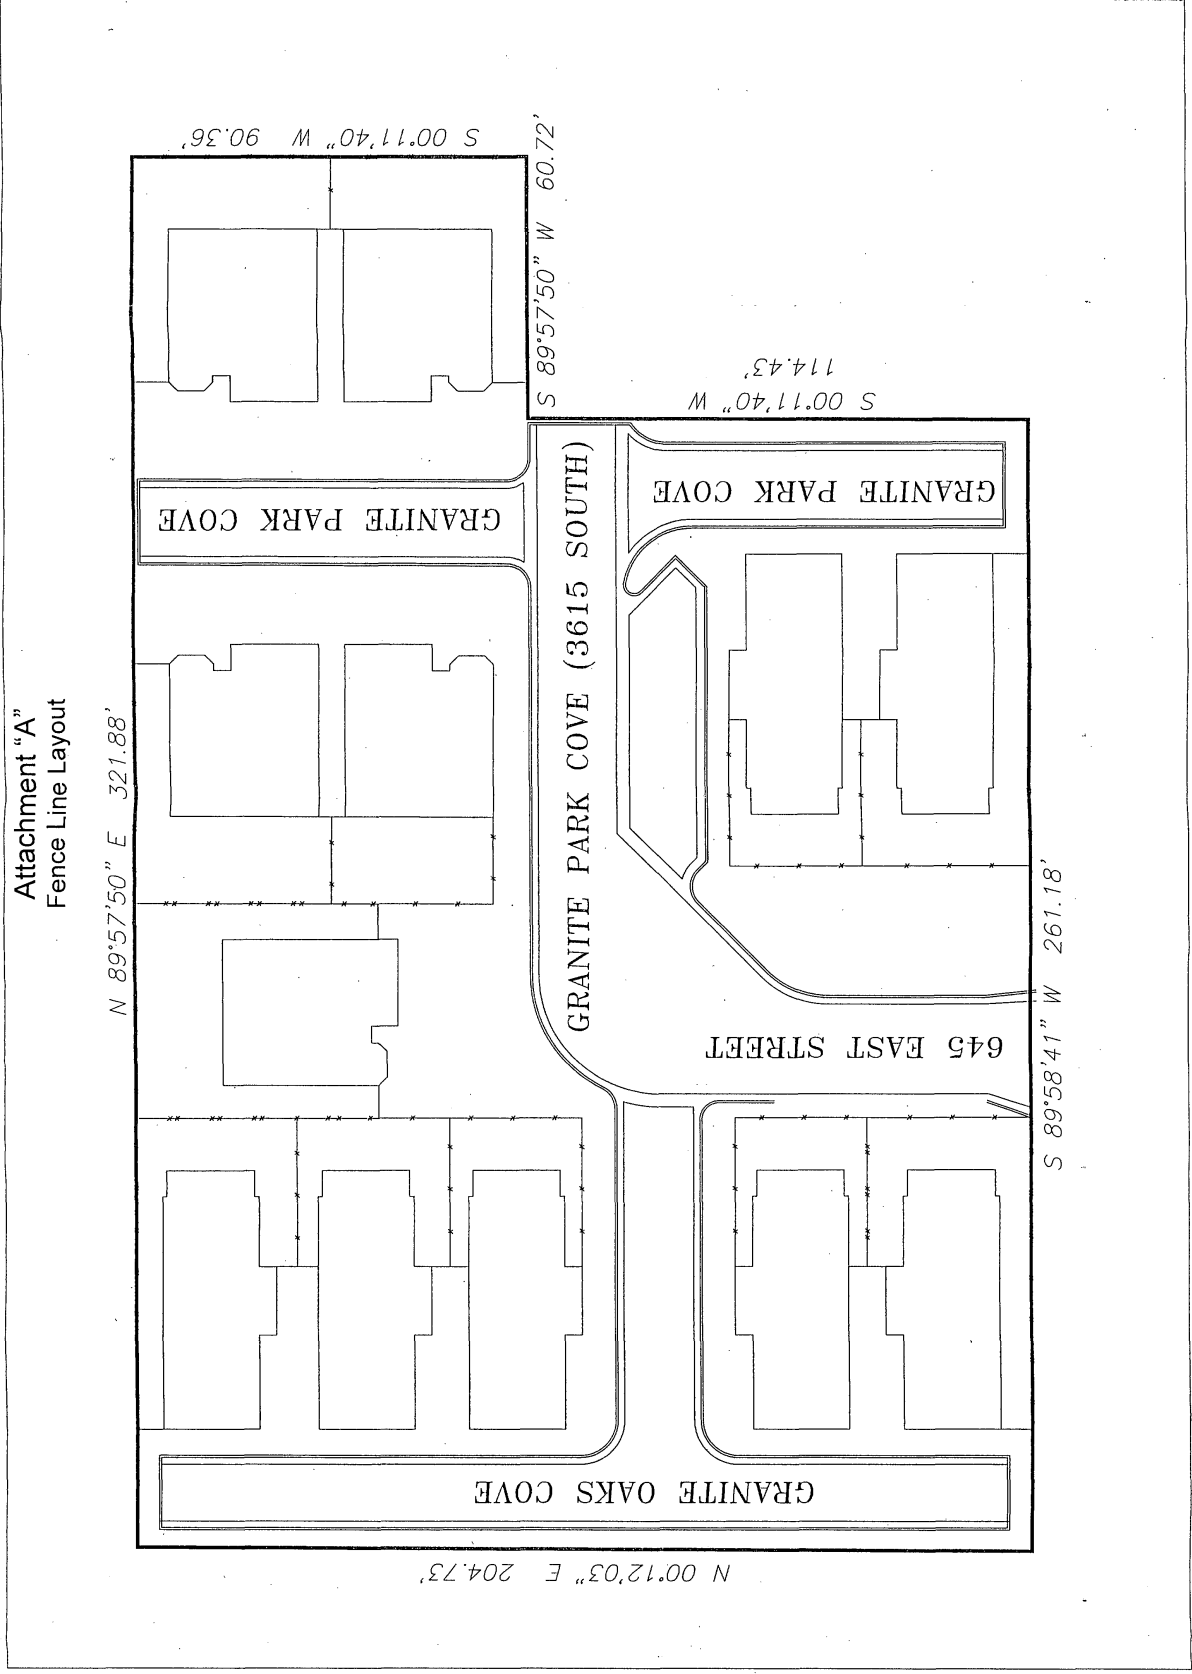 Attachment “A”
Fence Line Layout
N 89°57'50" E 321.88'
S 00°11'40" W 90.36'
S 89°57'50" W 60.72'
S 00°11'40" W
114.43'
GRANITE PARK COVE
GRANITE PARK COVE (3615 SOUTH)
GRANITE PARK COVE
645 EAST STREET
S 89°58'41" W 261.18'
GRANITE OAKS COVE
N 00°12'03" E 204.73'